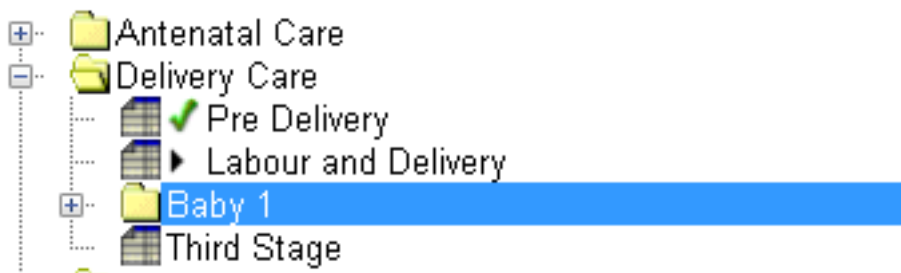 Antenatal Care
Delivery Care
Pre Delivery
Labour and Delivery
Baby 1
Third Stage